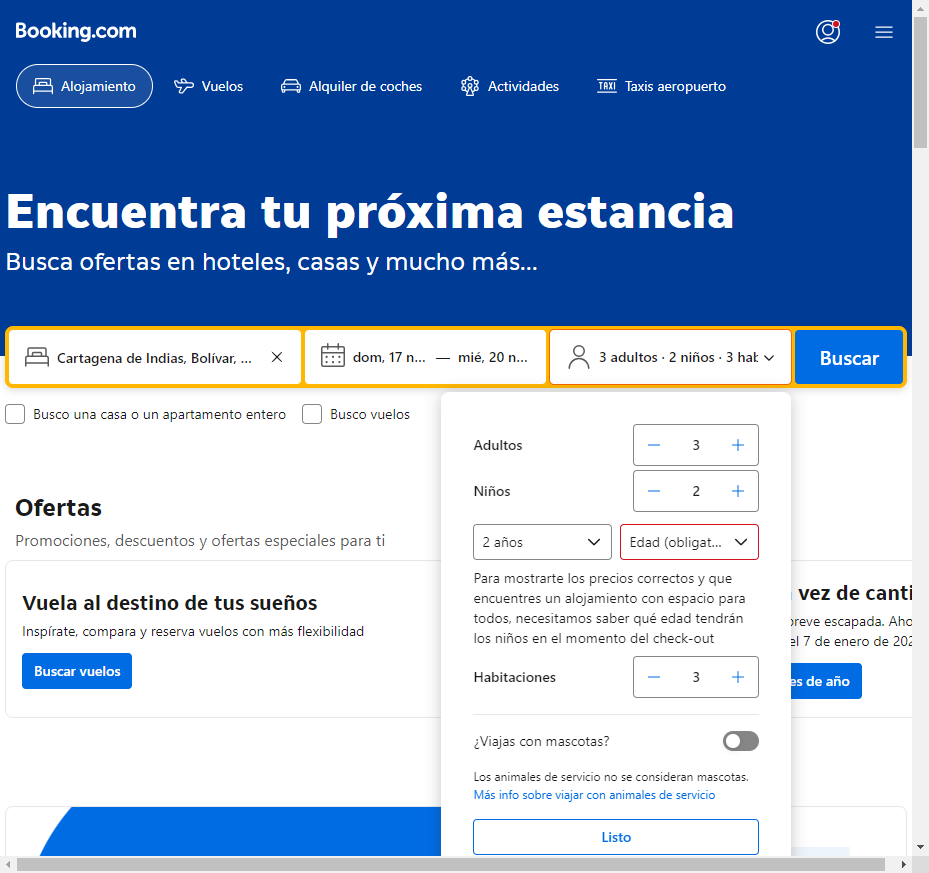 Booking.com
Alojamiento
Vuelos
Alquiler de coches
Actividades
TAXI
Taxis aeropuerto
Encuentra tu próxima estancia
Busca ofertas en hoteles, casas y mucho más...
Cartagena de Indias, Bolívar, ...
dom, 17 n... — mié, 20 n...
3 adultos · 2 niños · 3 hab
Buscar
Busco una casa o un apartamento entero
Busco vuelos
Adultos
3
Niños
2
2 años
Edad (obligat...
Para mostrarte los precios correctos y que
encuentres un alojamiento con espacio para
todos, necesitamos saber qué edad tendrán
los niños en el momento del check-out
Habitaciones
3
¿Viajas con mascotas?
Los animales de servicio no se consideran mascotas.
Más info sobre viajar con animales de servicio
Listo
Ofertas
Promociones, descuentos y ofertas especiales para ti
Vuela al destino de tus sueños
Inspírate, compara y reserva vuelos con más flexibilidad
Buscar vuelos
vez de canti
breve escapada. Aho
el 7 de enero de 202
es de año